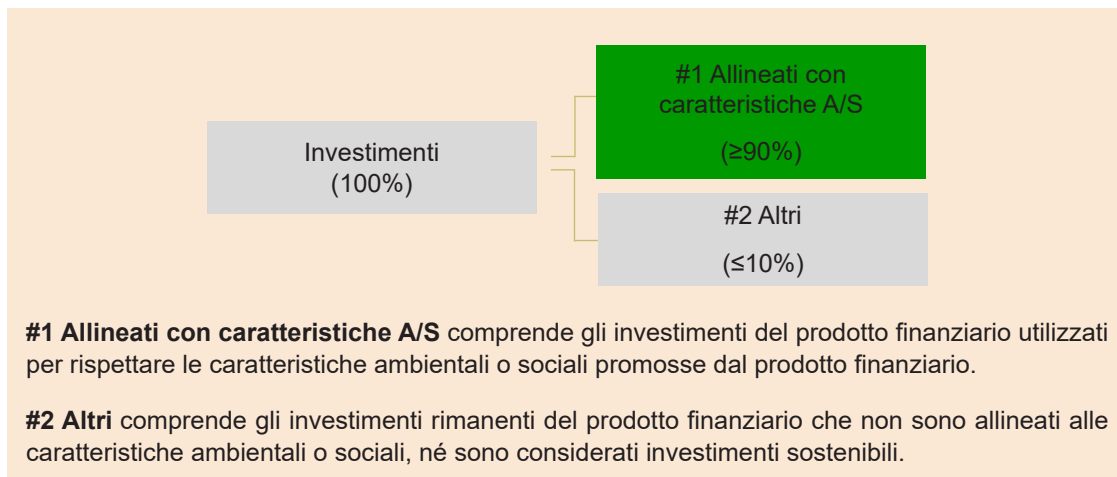 #1 Allineati con
caratteristiche A/S
(≥90%)
Investimenti
(100%)
#2 Altri
(≤10%)
#1 Allineati con caratteristiche A/S comprende gli investimenti del prodotto finanziario utilizzati
per rispettare le caratteristiche ambientali o sociali promosse dal prodotto finanziario.
#2 Altri comprende gli investimenti rimanenti del prodotto finanziario che non sono allineati alle
caratteristiche ambientali o sociali, né sono considerati investimenti sostenibili.